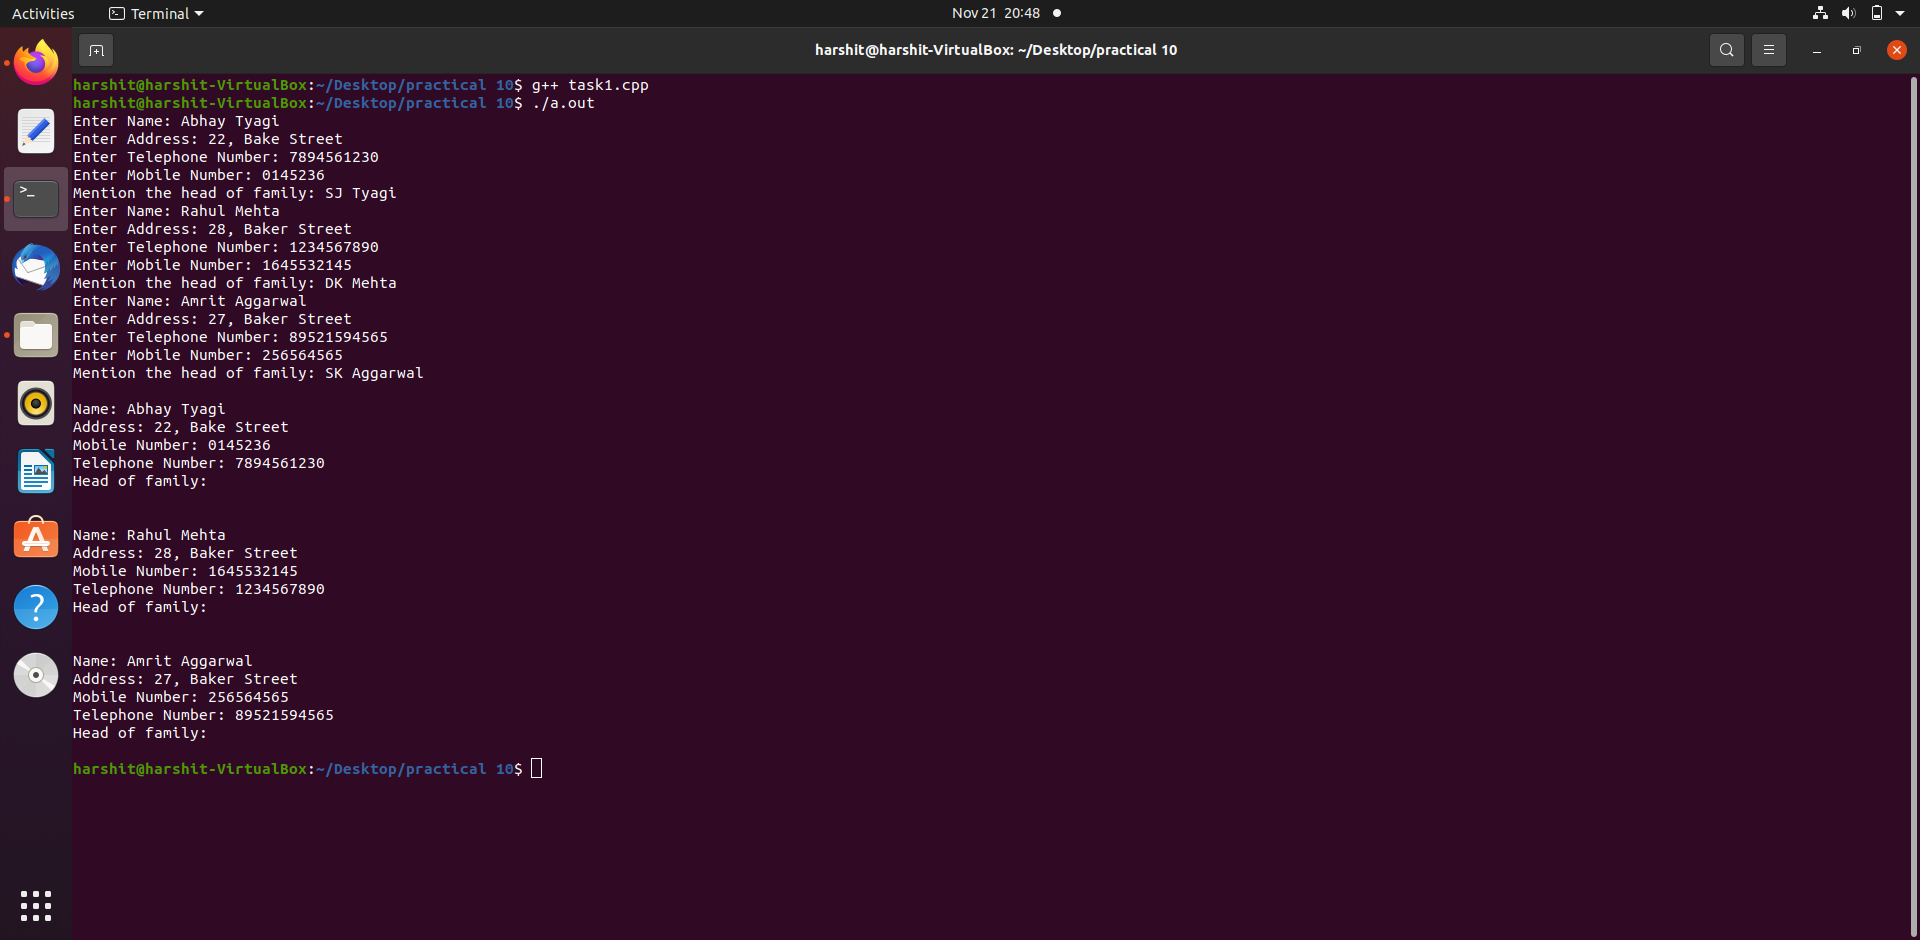 Activities Terminal Nov 21 20:48
harshit@harshit-VirtualBox: ~/Desktop/practical 10
harshit@harshit-VirtualBox:~/Desktop/practical 10$ g++ task1.cpp
harshit@harshit-VirtualBox:~/Desktop/practical 10$ ./a.out
Enter Name: Abhay Tyagi
Enter Address: 22, Bake Street
Enter Telephone Number: 7894561230
Enter Mobile Number: 0145236
Mention the head of family: SJ Tyagi
Enter Name: Rahul Mehta
Enter Address: 28, Baker Street
Enter Telephone Number: 1234567890
Enter Mobile Number: 1645532145
Mention the head of family: DK Mehta
Enter Name: Amrit Aggarwal
Enter Address: 27, Baker Street
Enter Telephone Number: 89521594565
Enter Mobile Number: 256564565
Mention the head of family: SK Aggarwal
Name: Abhay Tyagi
Address: 22, Bake Street
Mobile Number: 0145236
Telephone Number: 7894561230
Head of family:
Name: Rahul Mehta
Address: 28, Baker Street
Mobile Number: 1645532145
Telephone Number: 1234567890
Head of family:
Name: Amrit Aggarwal
Address: 27, Baker Street
Mobile Number: 256564565
Telephone Number: 89521594565
Head of family:
harshit@harshit-VirtualBox:~/Desktop/practical 10$